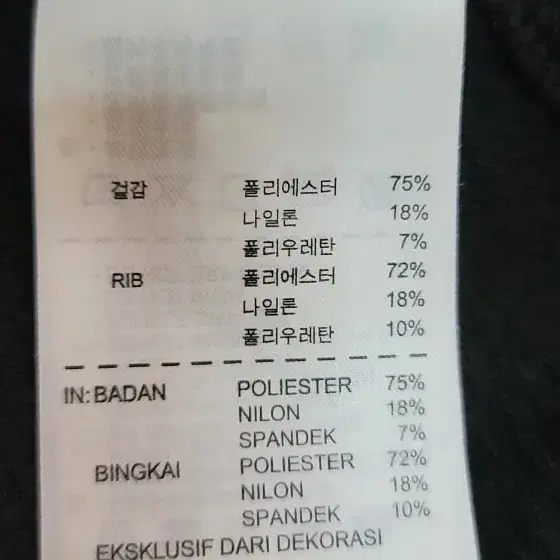 걸감 폴리에스터 75%
나일론 18%
폴리우레탄 7%
RIB 폴리에스터 72%
나일론 18%
폴리우레탄 10%
IN: BADAN POLIESTER 75%
NILON 18%
SPANDEK 7%
BINGKAI POLIESTER 72%
NILON 18%
SPANDEK 10%
EKSKLUSIF DARI DEKORASI